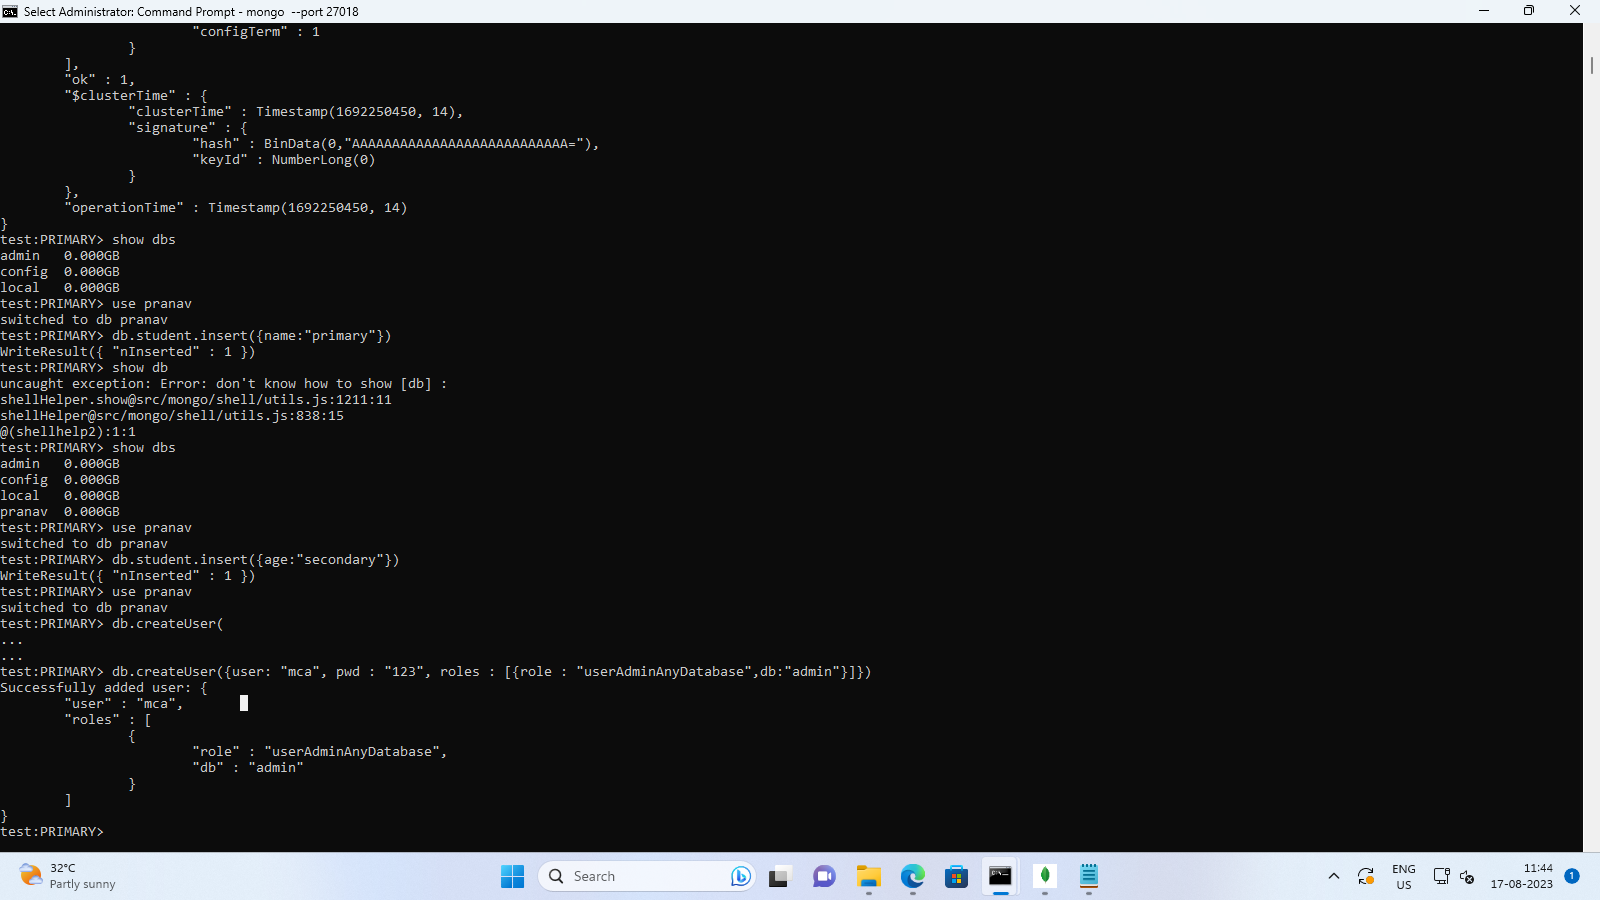 Select Administrator: Command Prompt - mongo  --port 27018
"configTerm" : 1
}
],
"ok" : 1,
"$clusterTime" : {
"clusterTime" : Timestamp(1692250450, 14),
"signature" : {
"hash" : BinData(0,"AAAAAAAAAAAAAAAAAAAAAAAAAAA="),
"keyId" : NumberLong(0)
}
},
"operationTime" : Timestamp(1692250450, 14)
}
test:PRIMARY> show dbs
admin   0.000GB
config  0.000GB
local   0.000GB
test:PRIMARY> use pranav
switched to db pranav
test:PRIMARY> db.student.insert({name:"primary"})
WriteResult({ "nInserted" : 1 })
test:PRIMARY> show db
uncaught exception: Error: don't know how to show [db] :
shellHelper.show@src/mongo/shell/utils.js:1211:11
shellHelper@src/mongo/shell/utils.js:838:15
@(shellhelp2):1:1
test:PRIMARY> show dbs
admin   0.000GB
config  0.000GB
local   0.000GB
pranav  0.000GB
test:PRIMARY> use pranav
switched to db pranav
test:PRIMARY> db.student.insert({age:"secondary"})
WriteResult({ "nInserted" : 1 })
test:PRIMARY> use pranav
switched to db pranav
test:PRIMARY> db.createUser(
...
...
test:PRIMARY> db.createUser({user: "mca", pwd : "123", roles : [{role : "userAdminAnyDatabase",db:"admin"}]})
Successfully added user: {
"user" : "mca",
"roles" : [
{
"role" : "userAdminAnyDatabase",
"db" : "admin"
}
]
}
test:PRIMARY>
32°C
Partly sunny
Search
ENG
US
11:44
17-08-2023
1